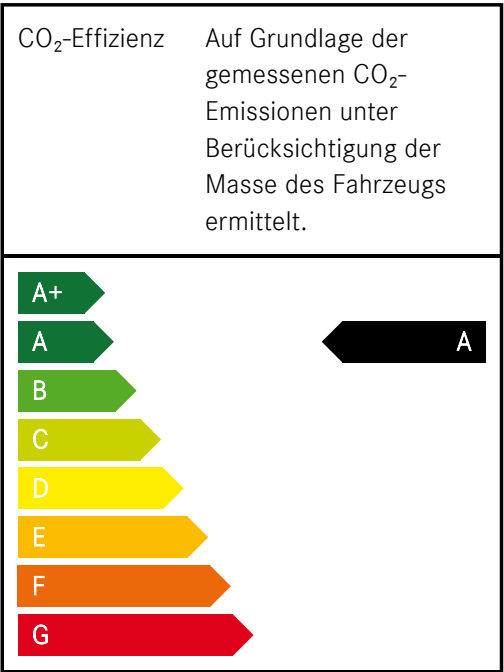 CO₂-Effizienz
Auf Grundlage der
gemessenen CO₂-
Emissionen unter
Berücksichtigung der
Masse des Fahrzeugs
ermittelt.
A+
A
A
B
C
D
E
F
G